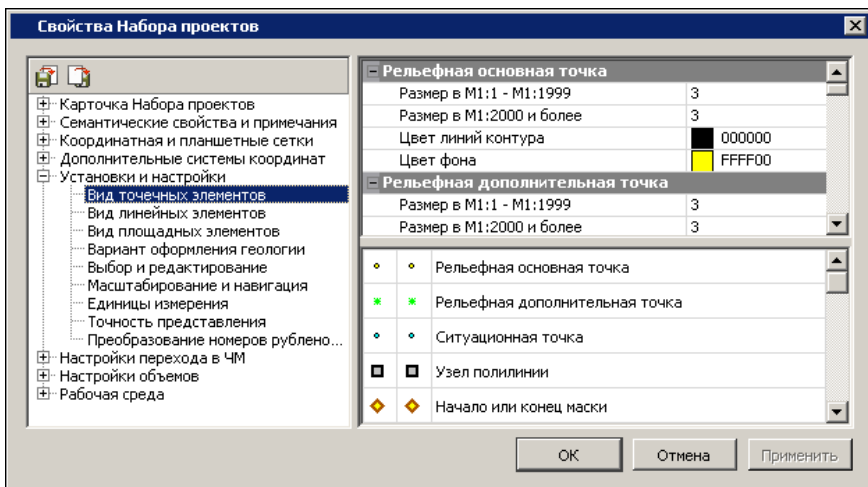 Свойства Набора проектов
Карточка Набора проектов
Семантические свойства и примечания
Координатная и планшетные сетки
Дополнительные системы координат
Установки и настройки
Вид точечных элементов
Вид линейных элементов
Вид площадных элементов
Вариант оформления геологии
Выбор и редактирование
Масштабирование и навигация
Единицы измерения
Точность представления
Преобразование номеров рублено...
Настройки перехода в ЧМ
Настройки объемов
Рабочая среда
Рельефная основная точка
Размер в М1:1 - М1:1999 3
Размер в М1:2000 и более 3
Цвет линий контура 000000
Цвет фона FFFF00
Рельефная дополнительная точка
Размер в М1:1 - М1:1999 3
Размер в М1:2000 и более 3
Рельефная основная точка
Рельефная дополнительная точка
Ситуационная точка
Узел полилинии
Начало или конец маски
ОК
Отмена
Применить